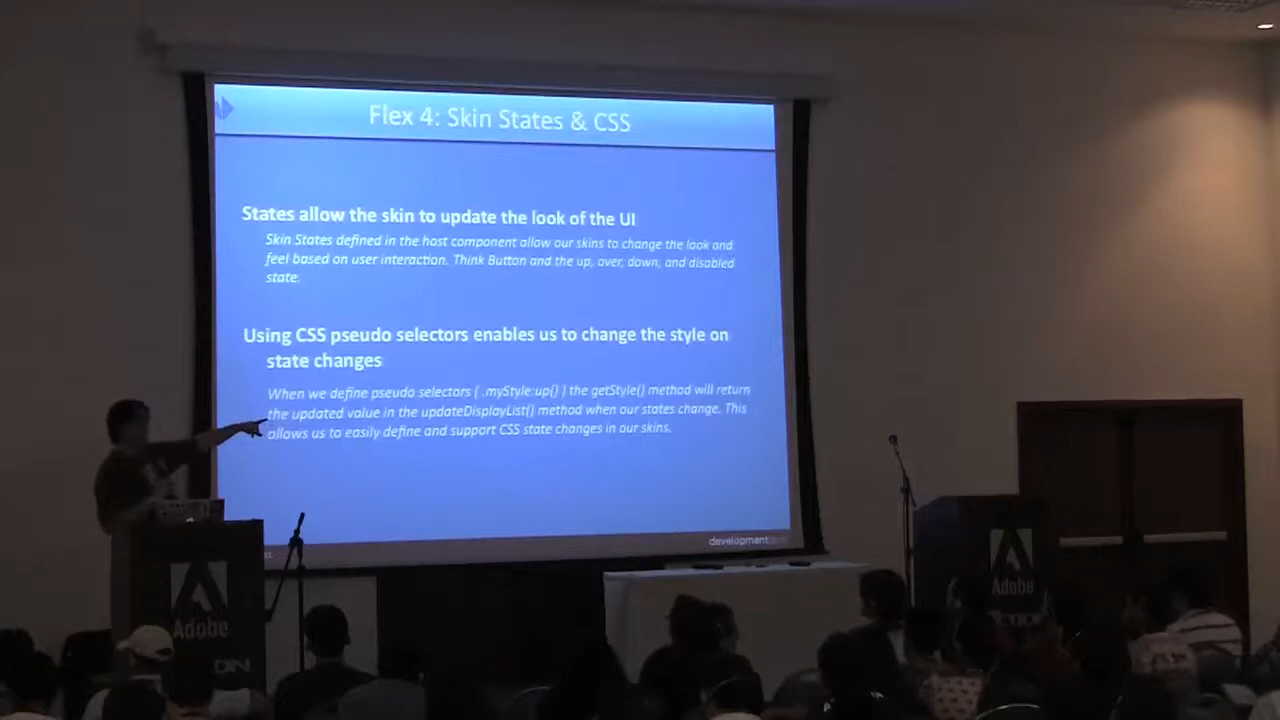 Flex 4: Skin States & CSS
States allow the skin to update the look of the UI
Skin States defined in the host component allow our skins to change the look and
feel based on user interaction. Think Button and the up, over, down, and disabled
state.
Using CSS pseudo selectors enables us to change the style on
state changes
When we define pseudo selectors ( .myStyle:up() ) the getStyle() method will return
the updated value in the updateDisplayList() method when our states change. This
allows us to easily define and support CSS state changes in our skins.
development
Adobe
Adobe